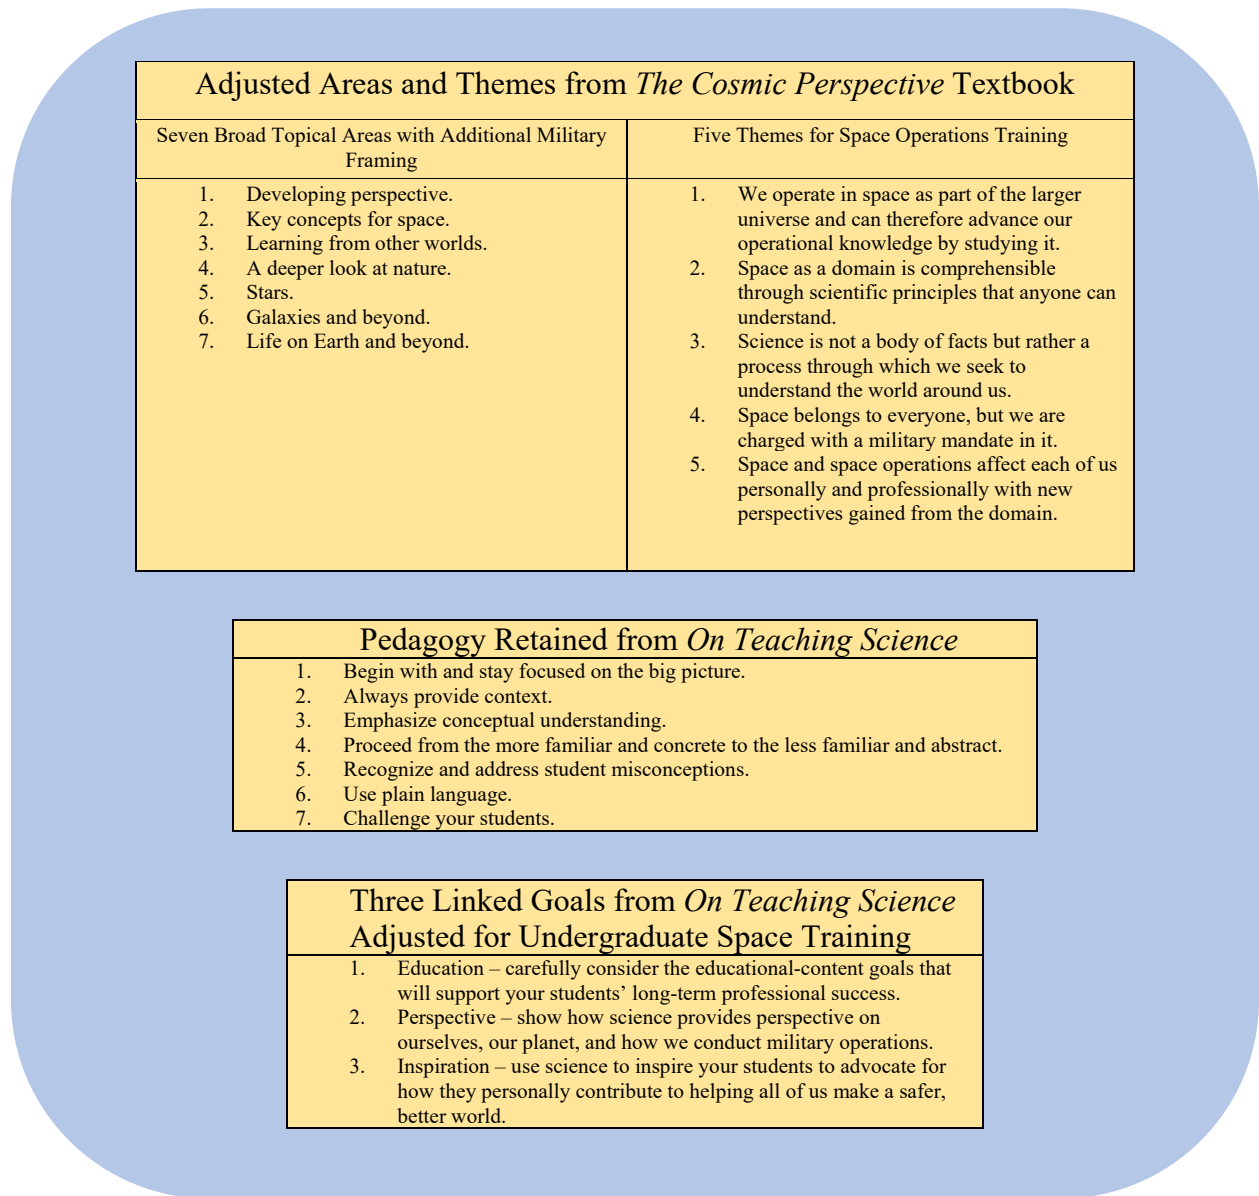 Adjusted Areas and Themes from The Cosmic Perspective Textbook
Seven Broad Topical Areas with Additional Military
Framing
1. Developing perspective.
2. Key concepts for space.
3. Learning from other worlds.
4. A deeper look at nature.
5. Stars.
6. Galaxies and beyond.
7. Life on Earth and beyond.
Five Themes for Space Operations Training
1. We operate in space as part of the larger
universe and can therefore advance our
operational knowledge by studying it.
2. Space as a domain is comprehensible
through scientific principles that anyone can
understand.
3. Science is not a body of facts but rather a
process through which we seek to
understand the world around us.
4. Space belongs to everyone, but we are
charged with a military mandate in it.
5. Space and space operations affect each of us
personally and professionally with new
perspectives gained from the domain.
Pedagogy Retained from On Teaching Science
1. Begin with and stay focused on the big picture.
2. Always provide context.
3. Emphasize conceptual understanding.
4. Proceed from the more familiar and concrete to the less familiar and abstract.
5. Recognize and address student misconceptions.
6. Use plain language.
7. Challenge your students.
Three Linked Goals from On Teaching Science
Adjusted for Undergraduate Space Training
1. Education – carefully consider the educational-content goals that
will support your students’ long-term professional success.
2. Perspective – show how science provides perspective on
ourselves, our planet, and how we conduct military operations.
3. Inspiration – use science to inspire your students to advocate for
how they personally contribute to helping all of us make a safer,
better world.